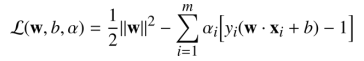 ℒ(𝐰, b, α) = 1/2 ||𝐰||² − ∑_{i=1}^{m} α_i [y_i(𝐰 · 𝐱_i + b) − 1]